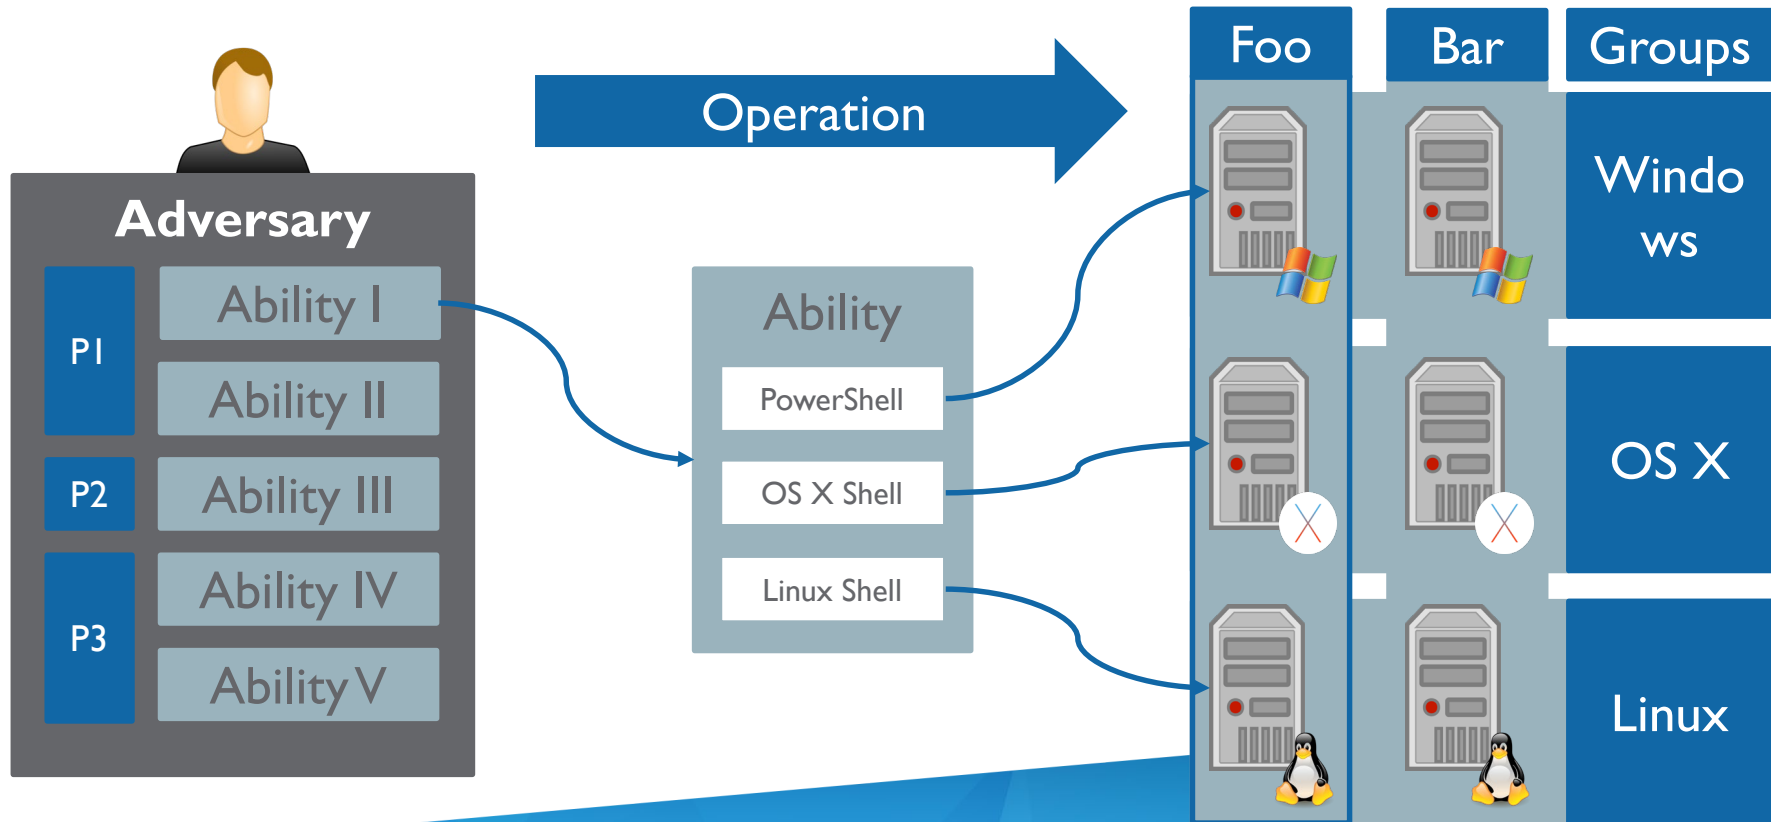 Operation
Foo
Bar
Groups
Adversary
P1
Ability I
Ability II
P2
Ability III
P3
Ability IV
Ability V
Ability
PowerShell
OS X Shell
Linux Shell
Windo
ws
OS X
Linux